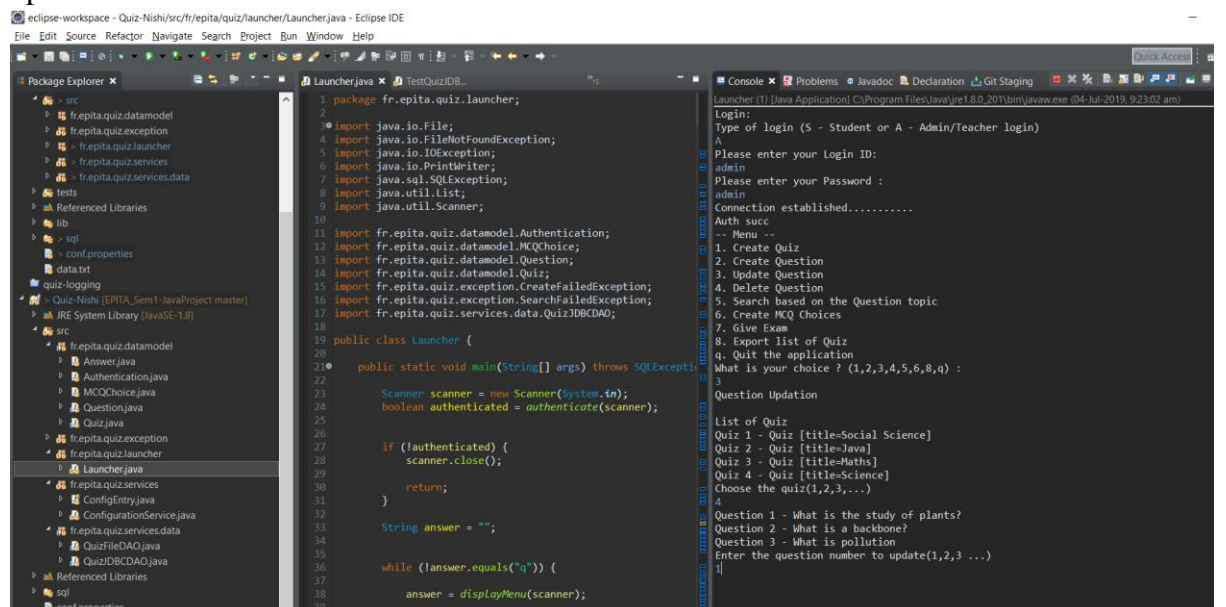 eclipse-workspace - Quiz-Nishi/src/fr/epita/quiz/launcher/Launcher.java - Eclipse IDE
File Edit Source Refactor Navigate Search Project Run Window Help
Quick Access
Package Explorer
> src
fr.epita.quiz.datamodel
fr.epita.quiz.exception
> fr.epita.quiz.launcher
> fr.epita.quiz.services
> fr.epita.quiz.services.data
tests
Referenced Libraries
lib
> sql
> conf.properties
data.txt
quiz-logging
> Quiz-Nishi [EPITA_Sem1-JavaProject master]
JRE System Library [JavaSE-1.8]
src
fr.epita.quiz.datamodel
Answer.java
Authentication.java
MCQChoice.java
Question.java
Quiz.java
fr.epita.quiz.exception
fr.epita.quiz.launcher
Launcher.java
fr.epita.quiz.services
ConfigEntry.java
ConfigurationService.java
fr.epita.quiz.services.data
QuizFileDAO.java
QuizJDBCDAO.java
Referenced Libraries
sql
conf.properties
Launcher.java TestQuizJDB... »15
1 package fr.epita.quiz.launcher;
2
3 import java.io.File;
4 import java.io.FileNotFoundException;
5 import java.io.IOException;
6 import java.io.PrintWriter;
7 import java.sql.SQLException;
8 import java.util.List;
9 import java.util.Scanner;
10
11 import fr.epita.quiz.datamodel.Authentication;
12 import fr.epita.quiz.datamodel.MCQChoice;
13 import fr.epita.quiz.datamodel.Question;
14 import fr.epita.quiz.datamodel.Quiz;
15 import fr.epita.quiz.exception.CreateFailedException;
16 import fr.epita.quiz.exception.SearchFailedException;
17 import fr.epita.quiz.services.data.QuizJDBCDAO;
18
19 public class Launcher {
20
21 public static void main(String[] args) throws SQLExcepti
22
23 Scanner scanner = new Scanner(System.in);
24 boolean authenticated = authenticate(scanner);
25
26
27 if (!authenticated) {
28 scanner.close();
29
30 return;
31 }
32
33 String answer = "";
34
35
36 while (!answer.equals("q")) {
37
38 answer = displayMenu(scanner);
Console Problems Javadoc Declaration Git Staging
Launcher (1) [Java Application] C:\Program Files\Java\jre1.8.0_201\bin\javaw.exe (04-Jul-2019, 9:23:02 am)
Login:
Type of login (S - Student or A - Admin/Teacher login)
A
Please enter your Login ID:
admin
Please enter your Password :
admin
Connection established...........
Auth succ
-- Menu --
1. Create Quiz
2. Create Question
3. Update Question
4. Delete Question
5. Search based on the Question topic
6. Create MCQ Choices
7. Give Exam
8. Export list of Quiz
q. Quit the application
What is your choice ? (1,2,3,4,5,6,8,q) :
3
Question Updation
List of Quiz
Quiz 1 - Quiz [title=Social Science]
Quiz 2 - Quiz [title=Java]
Quiz 3 - Quiz [title=Maths]
Quiz 4 - Quiz [title=Science]
Choose the quiz(1,2,3,...)
4
Question 1 - What is the study of plants?
Question 2 - What is a backbone?
Question 3 - What is pollution
Enter the question number to update(1,2,3 ...)
1